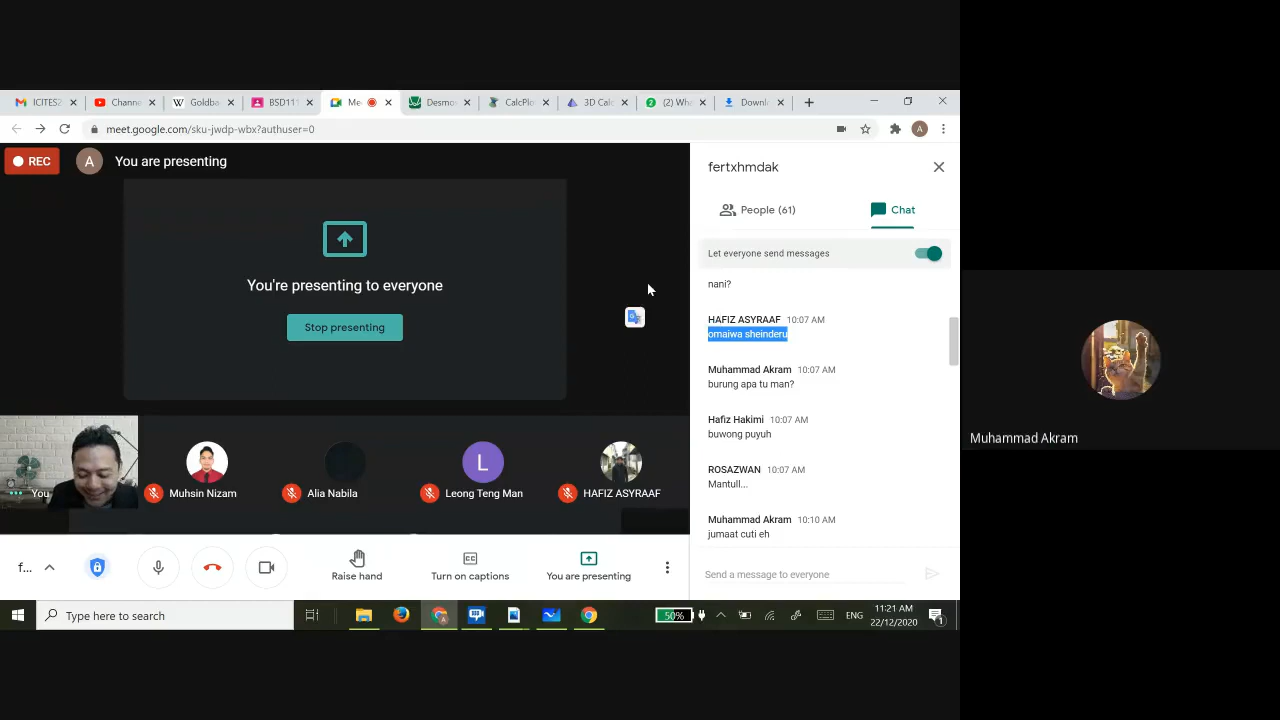 ICITES2
Channe
Goldba
BSD111
Me
Desmo
CalcPlo
3D Calc
(2) Wha
Downl
meet.google.com/sku-jwdp-wbx?authuser=0
REC
A
You are presenting
You're presenting to everyone
Stop presenting
fertxhmdak
People (61)
Chat
Let everyone send messages
nani?
HAFIZ ASYRAAF 10:07 AM
omaiwa sheinderu
Muhammad Akram 10:07 AM
burung apa tu man?
Hafiz Hakimi 10:07 AM
buwong puyuh
ROSAZWAN 10:07 AM
Mantull...
Muhammad Akram 10:10 AM
jumaat cuti eh
Send a message to everyone
You
Muhsin Nizam
Alia Nabila
L
Leong Teng Man
HAFIZ ASYRAAF
f...
Raise hand
Turn on captions
You are presenting
Type here to search
50%
ENG
11:21 AM
22/12/2020
Muhammad Akram